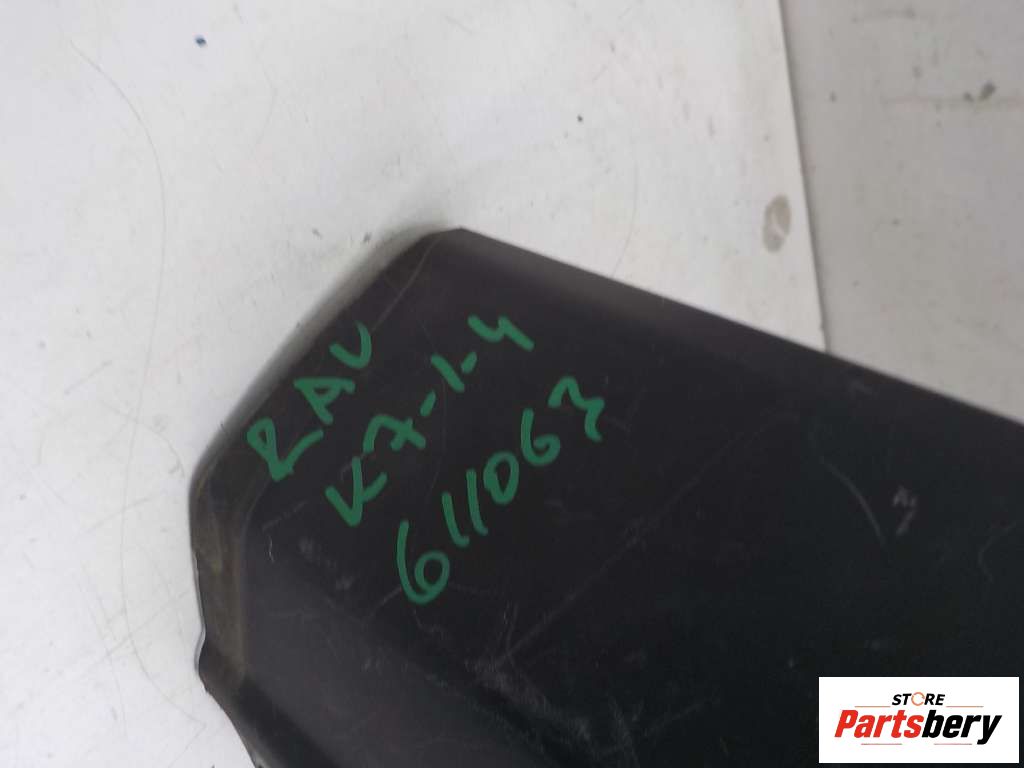 RAV
K7-1-4
611063
STORE
Partsbery